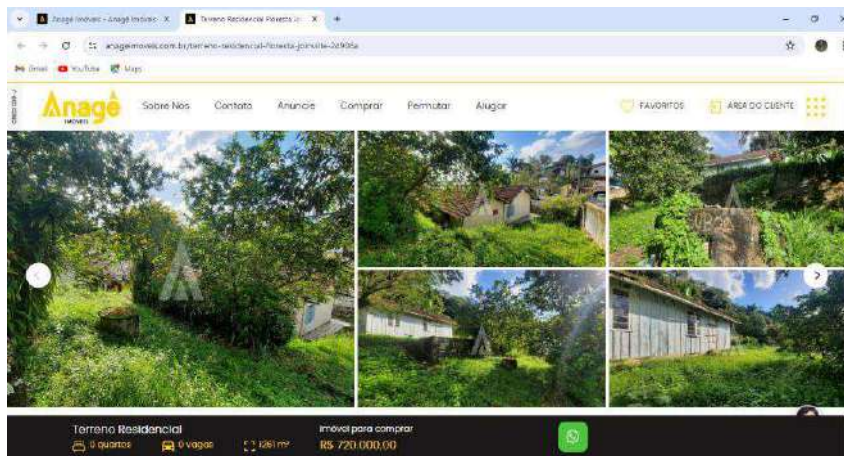 Anagê Imóveis - Anagê Imóveis
Terreno Residencial Floresta Joi
anageimoveis.com.br/terreno-residencial-floresta-joinville-2d996a
Gmail YouTube Maps
Anagê
IMÓVEIS
Sobre Nós Contato Anuncie Comprar Permutar Alugar
FAVORITOS ÁREA DO CLIENTE
Terreno Residencial
0 quartos 0 vagas 1261 m²
Imóvel para comprar
R$ 720.000,00